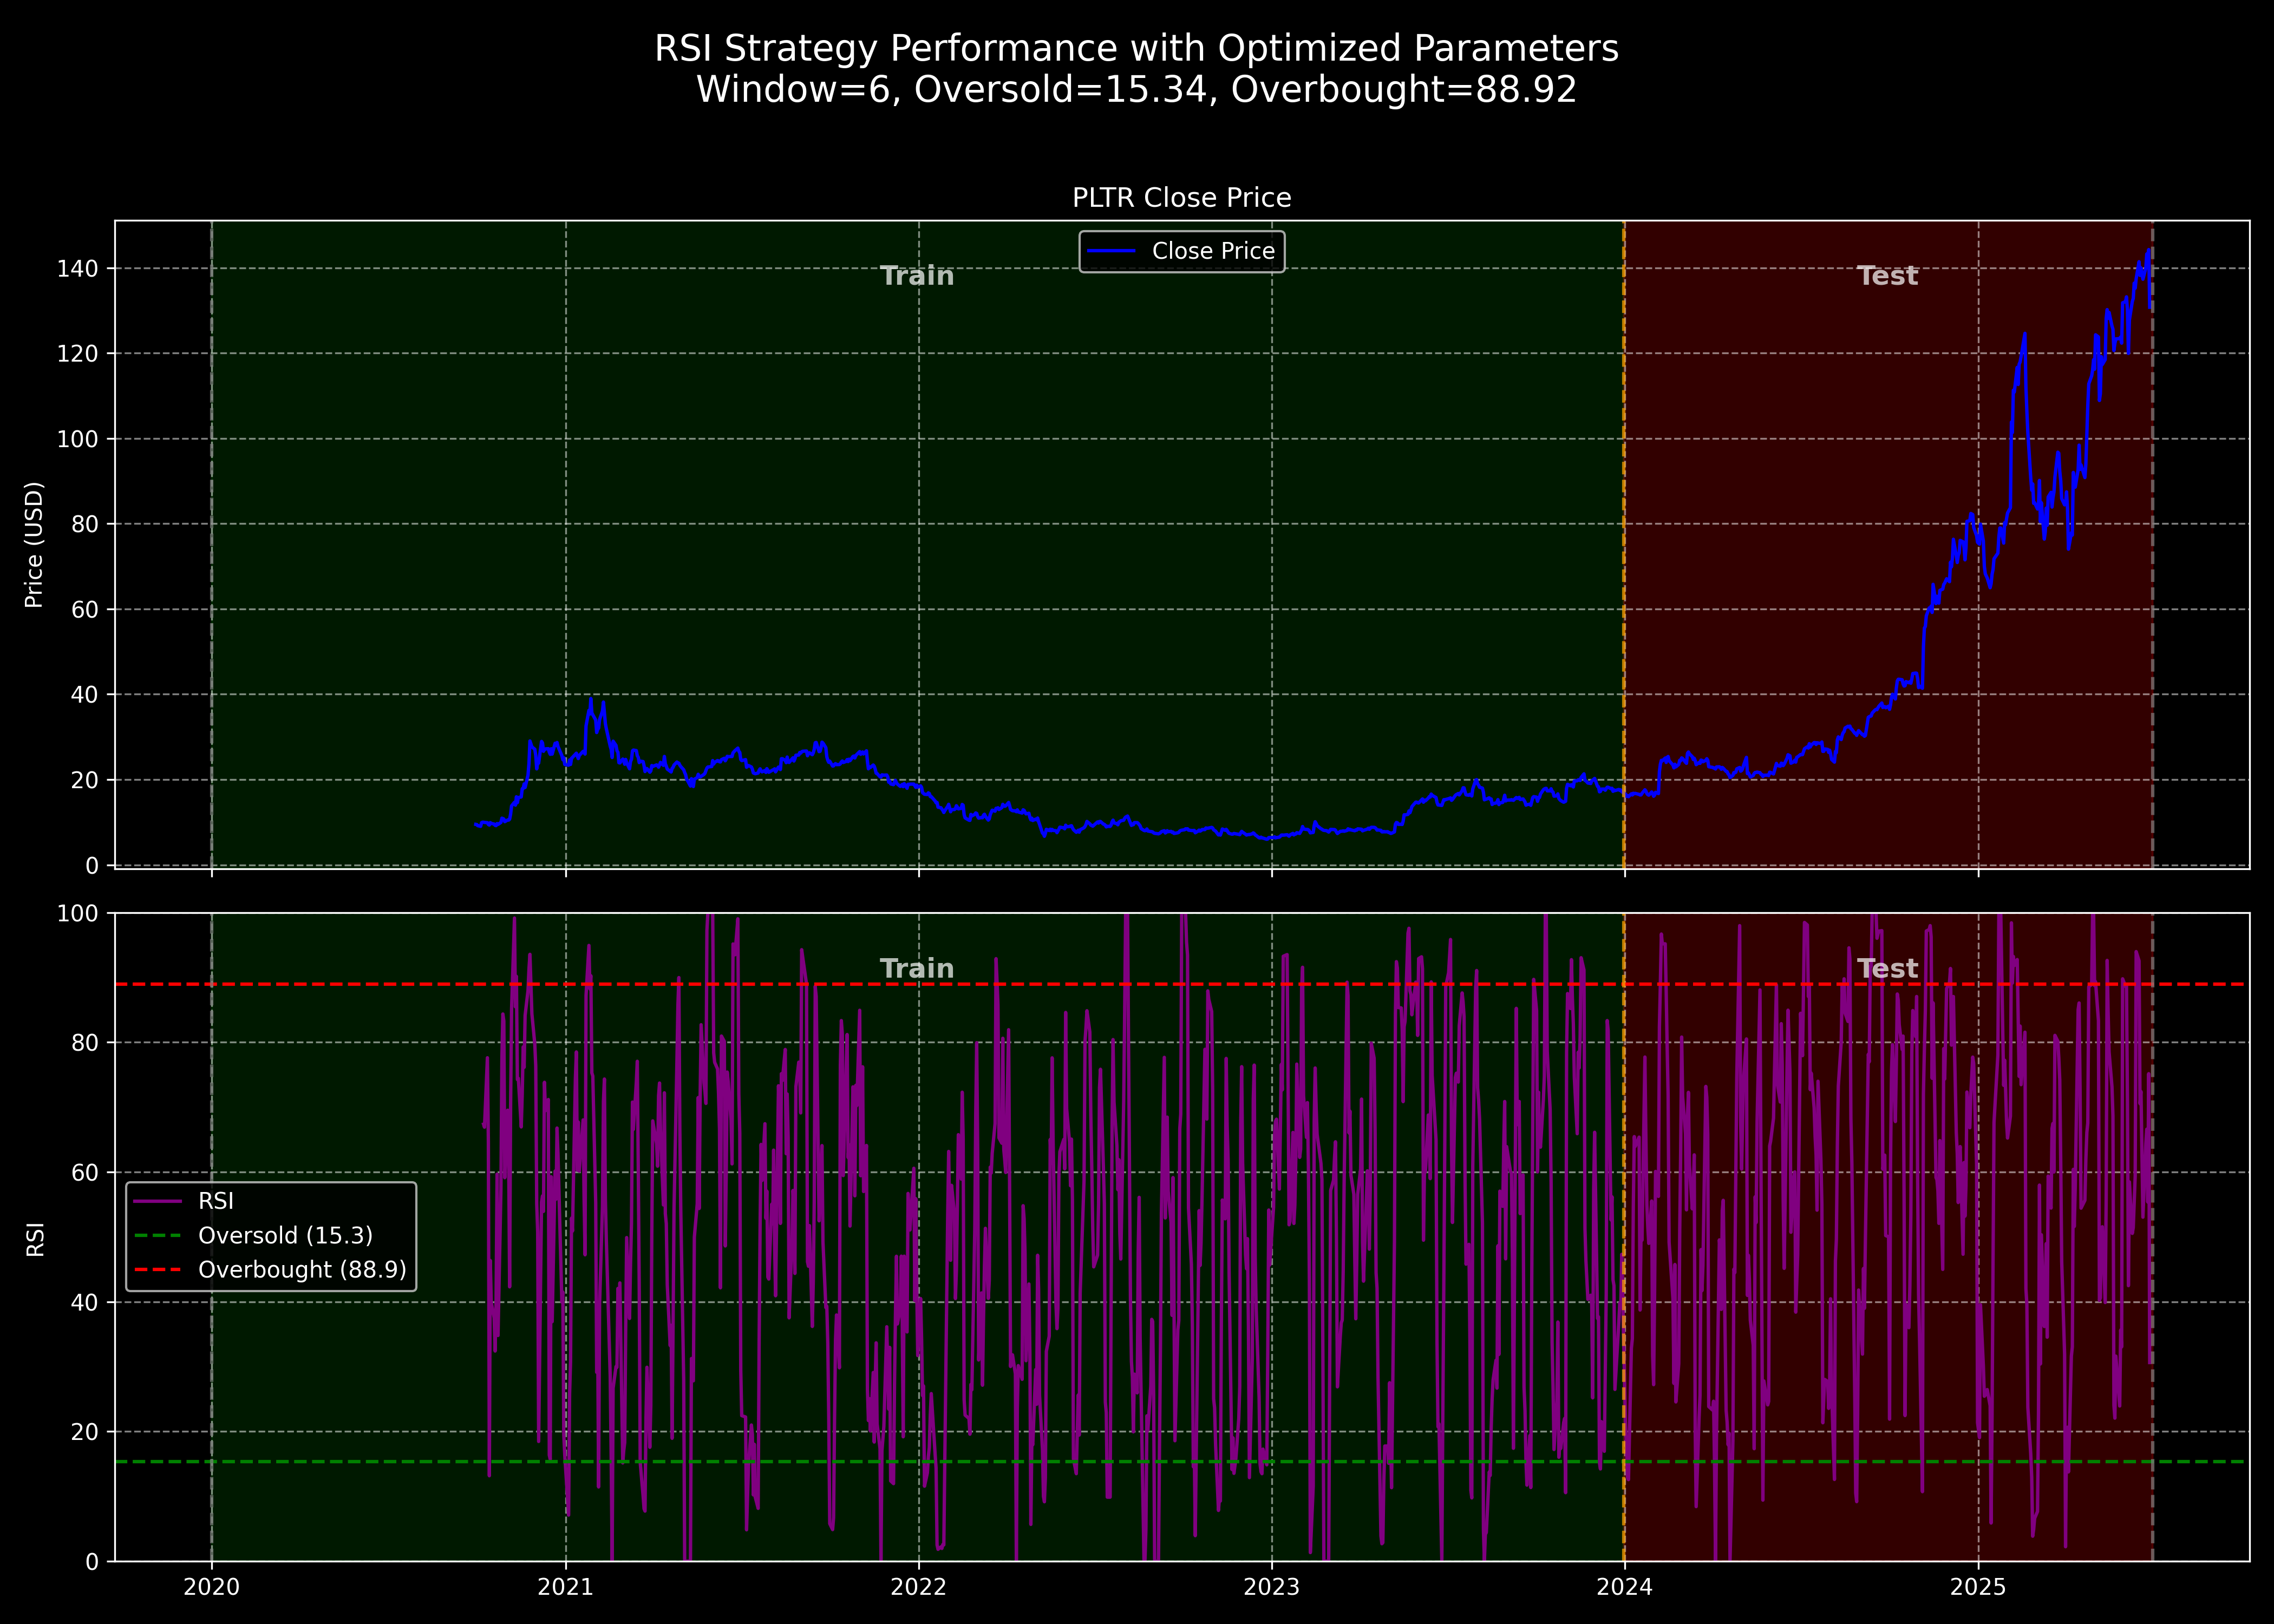 RSI Strategy Performance with Optimized Parameters
Window=6, Oversold=15.34, Overbought=88.92
PLTR Close Price
Close Price
Train
Test
Price (USD)
140
120
100
80
60
40
20
0
Train
Test
RSI
100
80
60
40
20
0
RSI
Oversold (15.3)
Overbought (88.9)
2020
2021
2022
2023
2024
2025